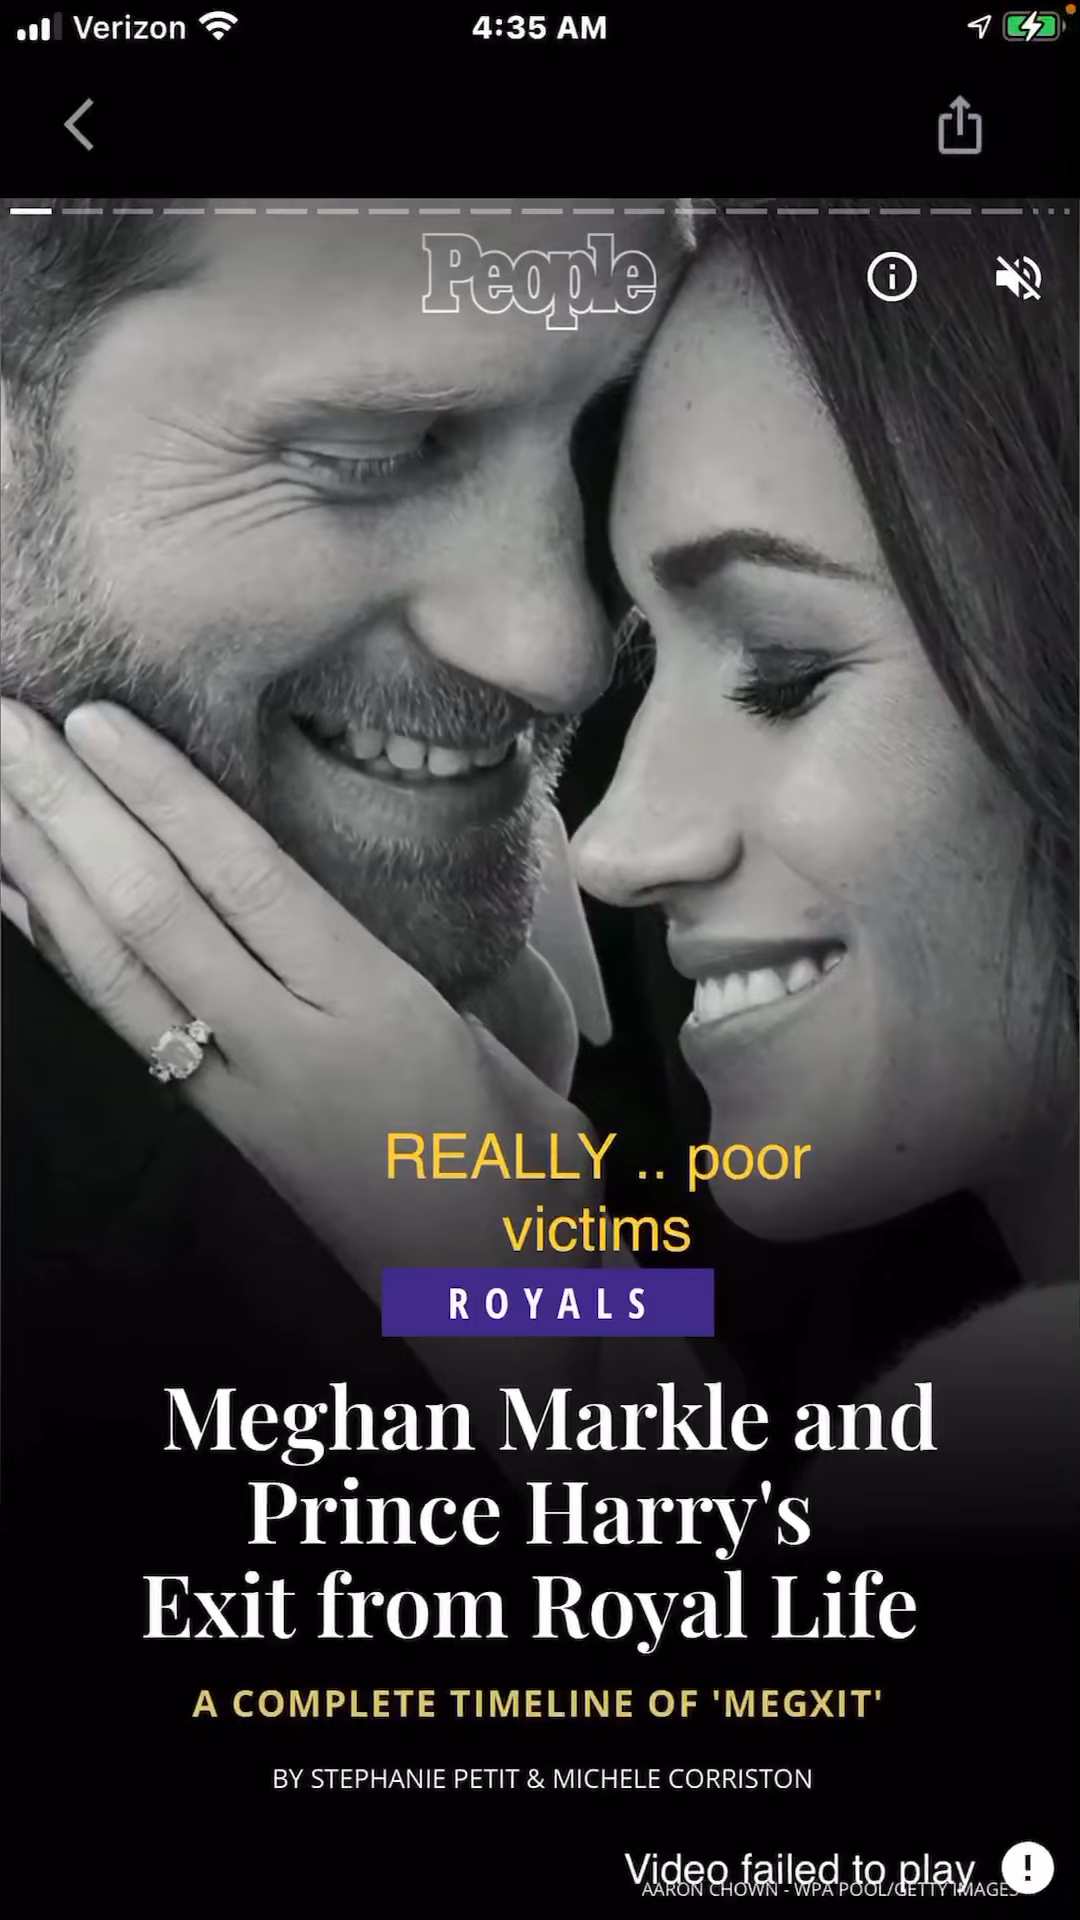 Verizon
4:35 AM
People
REALLY .. poor
victims
ROYALS
Meghan Markle and
Prince Harry's
Exit from Royal Life
A COMPLETE TIMELINE OF 'MEGXIT'
BY STEPHANIE PETIT & MICHELE CORRISTON
Video failed to play
AARON CHOWN - WPA POOL/GETTY IMAGES